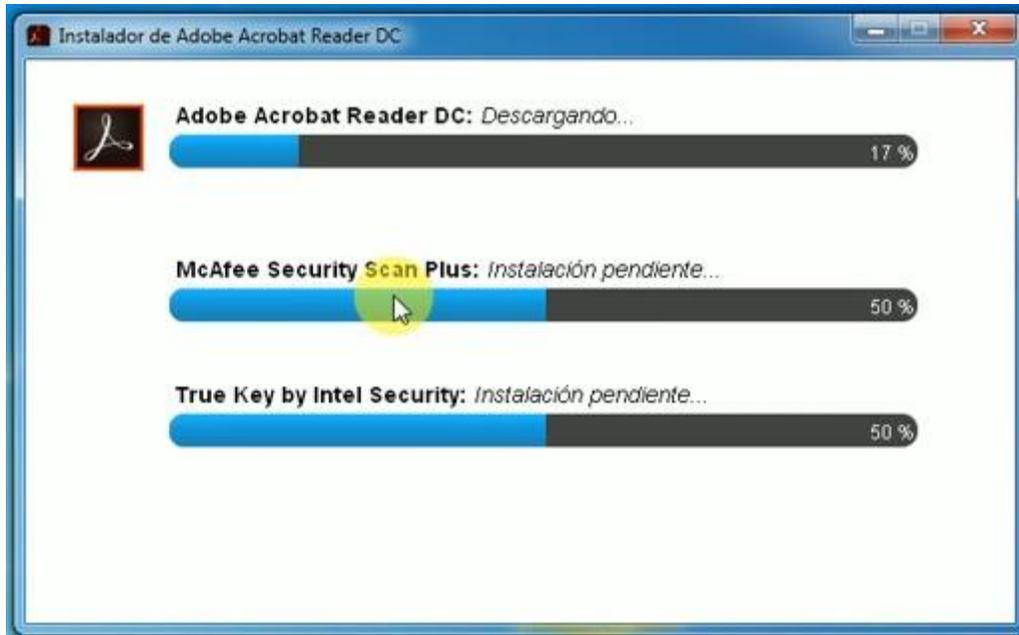 Instalador de Adobe Acrobat Reader DC
Adobe Acrobat Reader DC: Descargando...
17 %
McAfee Security Scan Plus: Instalación pendiente...
50 %
True Key by Intel Security: Instalación pendiente...
50 %